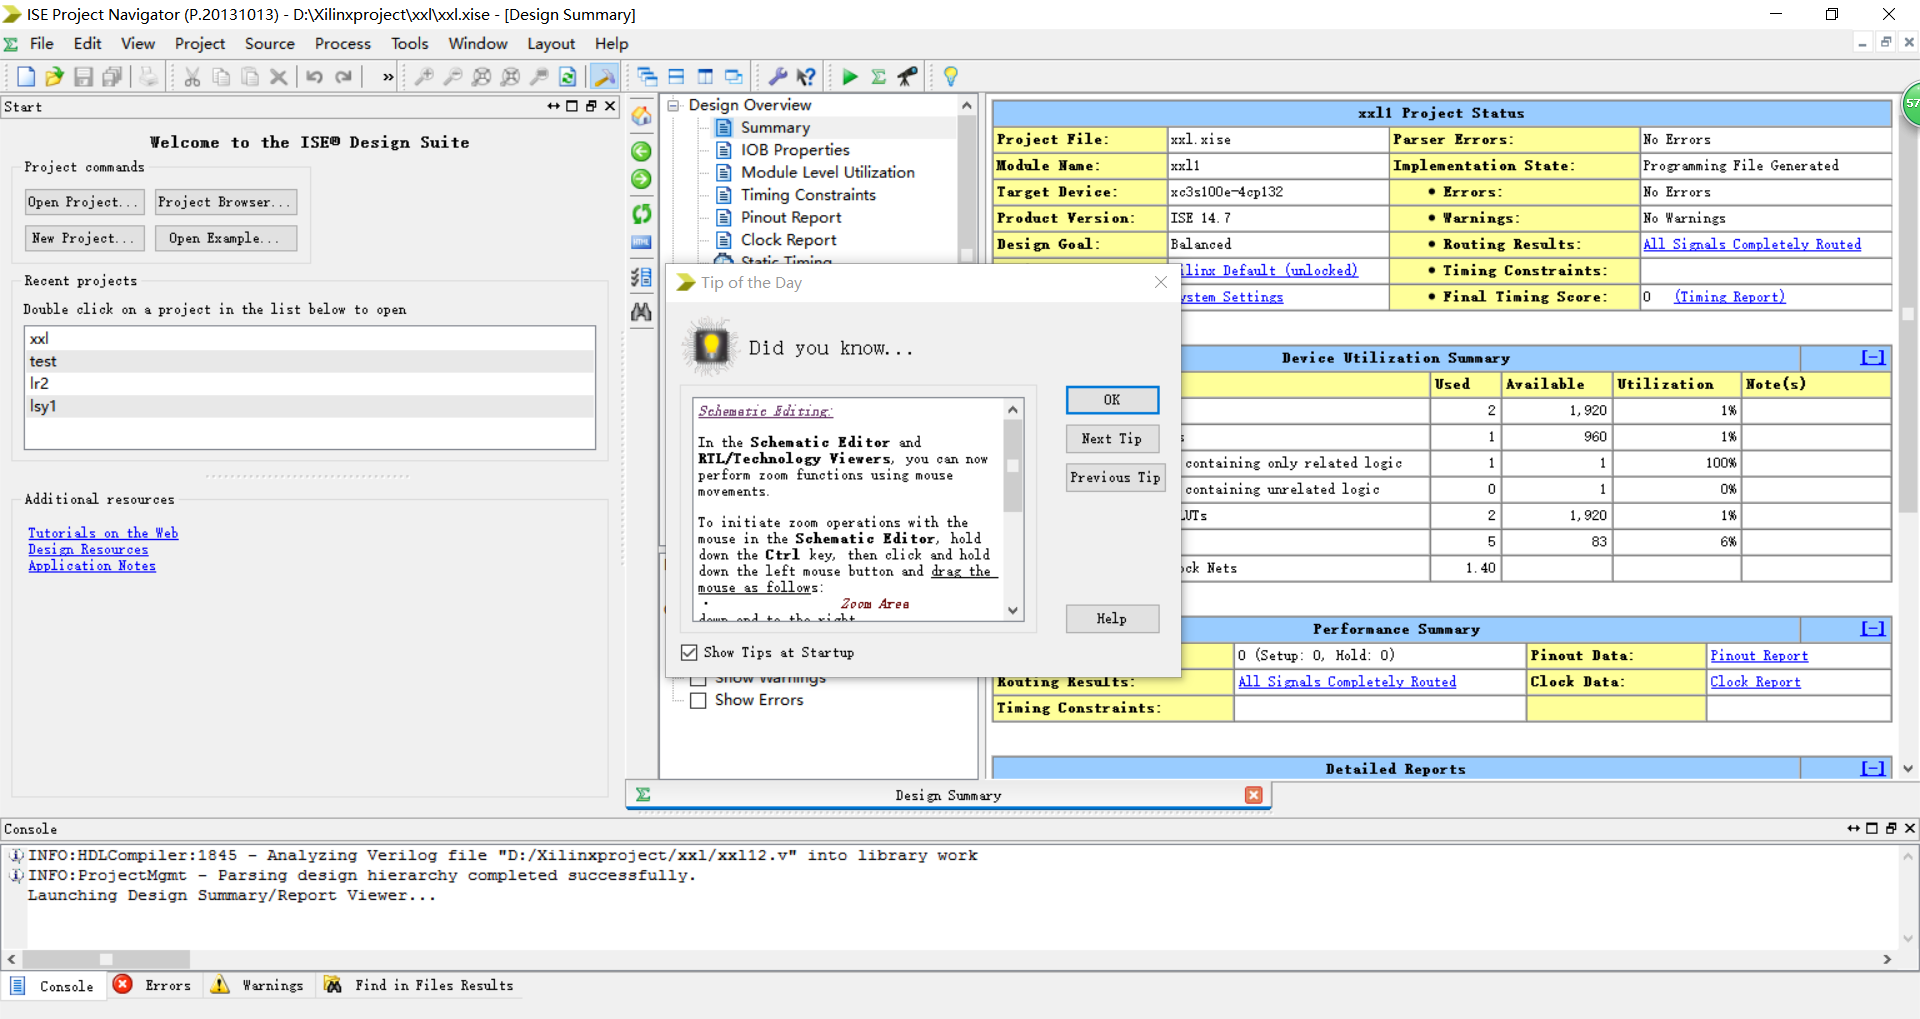 ISE Project Navigator (P.20131013) - D:\Xilinxproject\xxl\xxl.xise - [Design Summary]
File Edit View Project Source Process Tools Window Layout Help
»
Start
Welcome to the ISE® Design Suite
Project commands
Open Project... Project Browser...
New Project... Open Example...
Recent projects
Double click on a project in the list below to open
xxl
test
lr2
lsy1
Additional resources
Tutorials on the Web
Design Resources
Application Notes
Design Overview
Summary
IOB Properties
Module Level Utilization
Timing Constraints
Pinout Report
Clock Report
Static Timing
Show Warnings
Show Errors
Tip of the Day
Did you know...
Schematic Editing:
In the Schematic Editor and
RTL/Technology Viewers, you can now
perform zoom functions using mouse
movements.
To initiate zoom operations with the
mouse in the Schematic Editor, hold
down the Ctrl key, then click and hold
down the left mouse button and drag the
mouse as follows:
• Zoom Area
down and to the right
OK
Next Tip
Previous Tip
Help
Show Tips at Startup
xxl1 Project Status
Project File: xxl.xise Parser Errors: No Errors
Module Name: xxl1 Implementation State: Programming File Generated
Target Device: xc3s100e-4cp132 • Errors: No Errors
Product Version: ISE 14.7 • Warnings: No Warnings
Design Goal: Balanced • Routing Results: All Signals Completely Routed
ilinx Default (unlocked) • Timing Constraints:
ystem Settings • Final Timing Score: 0 (Timing Report)
Device Utilization Summary [-]
Used Available Utilization Note(s)
2 1,920 1%
s 1 960 1%
containing only related logic 1 1 100%
containing unrelated logic 0 1 0%
LUTs 2 1,920 1%
5 83 6%
ock Nets 1.40
Performance Summary [-]
0 (Setup: 0, Hold: 0) Pinout Data: Pinout Report
Routing Results: All Signals Completely Routed Clock Data: Clock Report
Timing Constraints:
Detailed Reports [-]
57
Design Summary
Console
INFO:HDLCompiler:1845 - Analyzing Verilog file "D:/Xilinxproject/xxl/xxl12.v" into library work
INFO:ProjectMgmt - Parsing design hierarchy completed successfully.
Launching Design Summary/Report Viewer...
Console Errors Warnings Find in Files Results